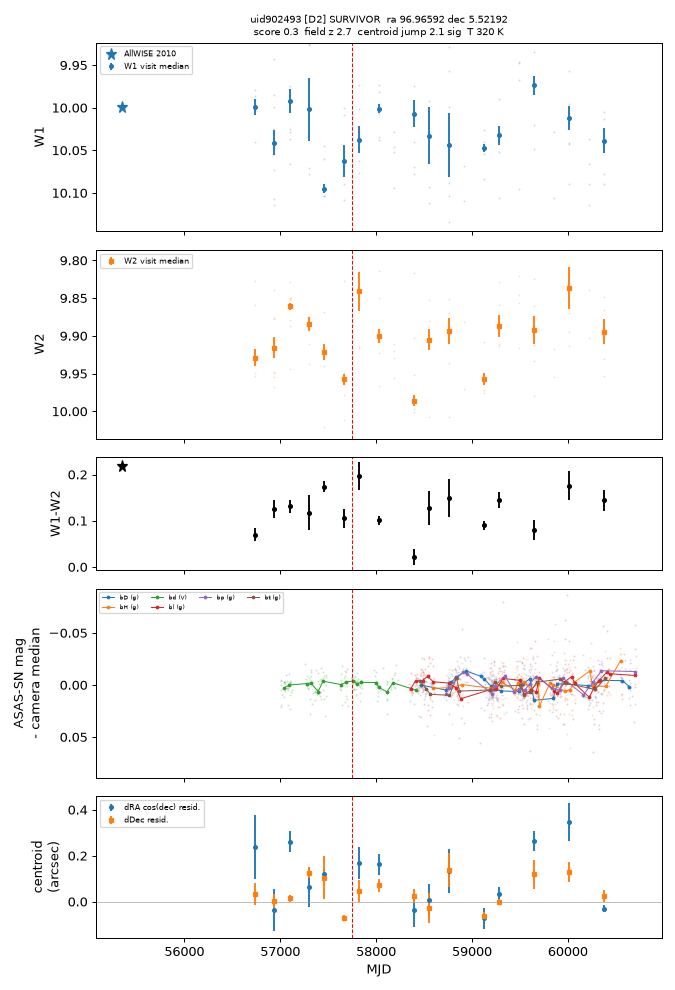 uid902493 [D2] SURVIVOR ra 96.96592 dec 5.52192
score 0.3 field z 2.7 centroid jump 2.1 sig T 320 K
AllWISE 2010
W1 visit median
9.95
10.00
10.05
10.10
W1
W2 visit median
9.80
9.85
9.90
9.95
10.00
W2
0.2
0.1
0.0
W1-W2
bD (g)
bH (g)
bd (V)
bl (g)
bp (g)
bt (g)
−0.05
0.00
0.05
ASAS-SN mag
- camera median
dRA cos(dec) resid.
dDec resid.
0.4
0.2
0.0
centroid
(arcsec)
56000 57000 58000 59000 60000
MJD